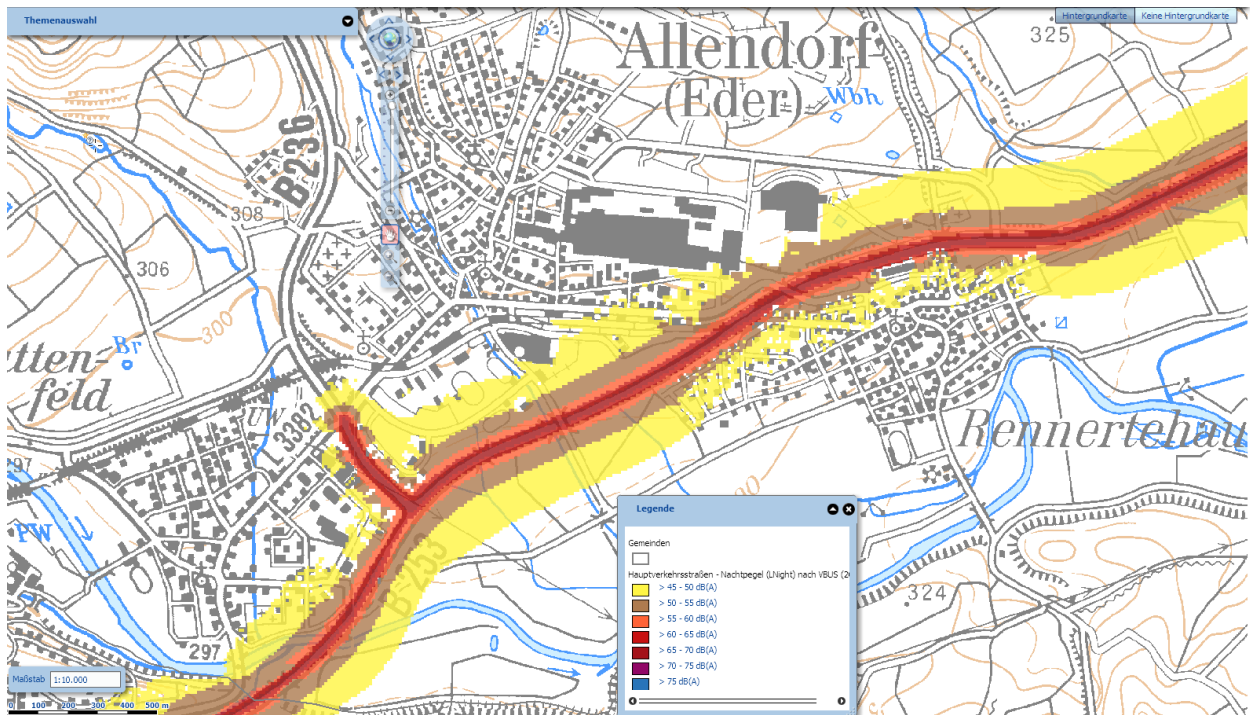 Themenauswahl
Hintergrundkarte
Keine Hintergrundkarte
325
Allendorf
(Eder)
Wbh
B236
308
306
300
Br
tten-
feld
UW
L 3382
Rennertehau
PW
B253
324
297
Legende
Gemeinden
Hauptverkehrsstraßen - Nachtpegel (LNight) nach VBUS (20
> 45 - 50 dB(A)
> 50 - 55 dB(A)
> 55 - 60 dB(A)
> 60 - 65 dB(A)
> 65 - 70 dB(A)
> 70 - 75 dB(A)
> 75 dB(A)
Maßstab 1:10.000
0 100 200 300 400 500 m